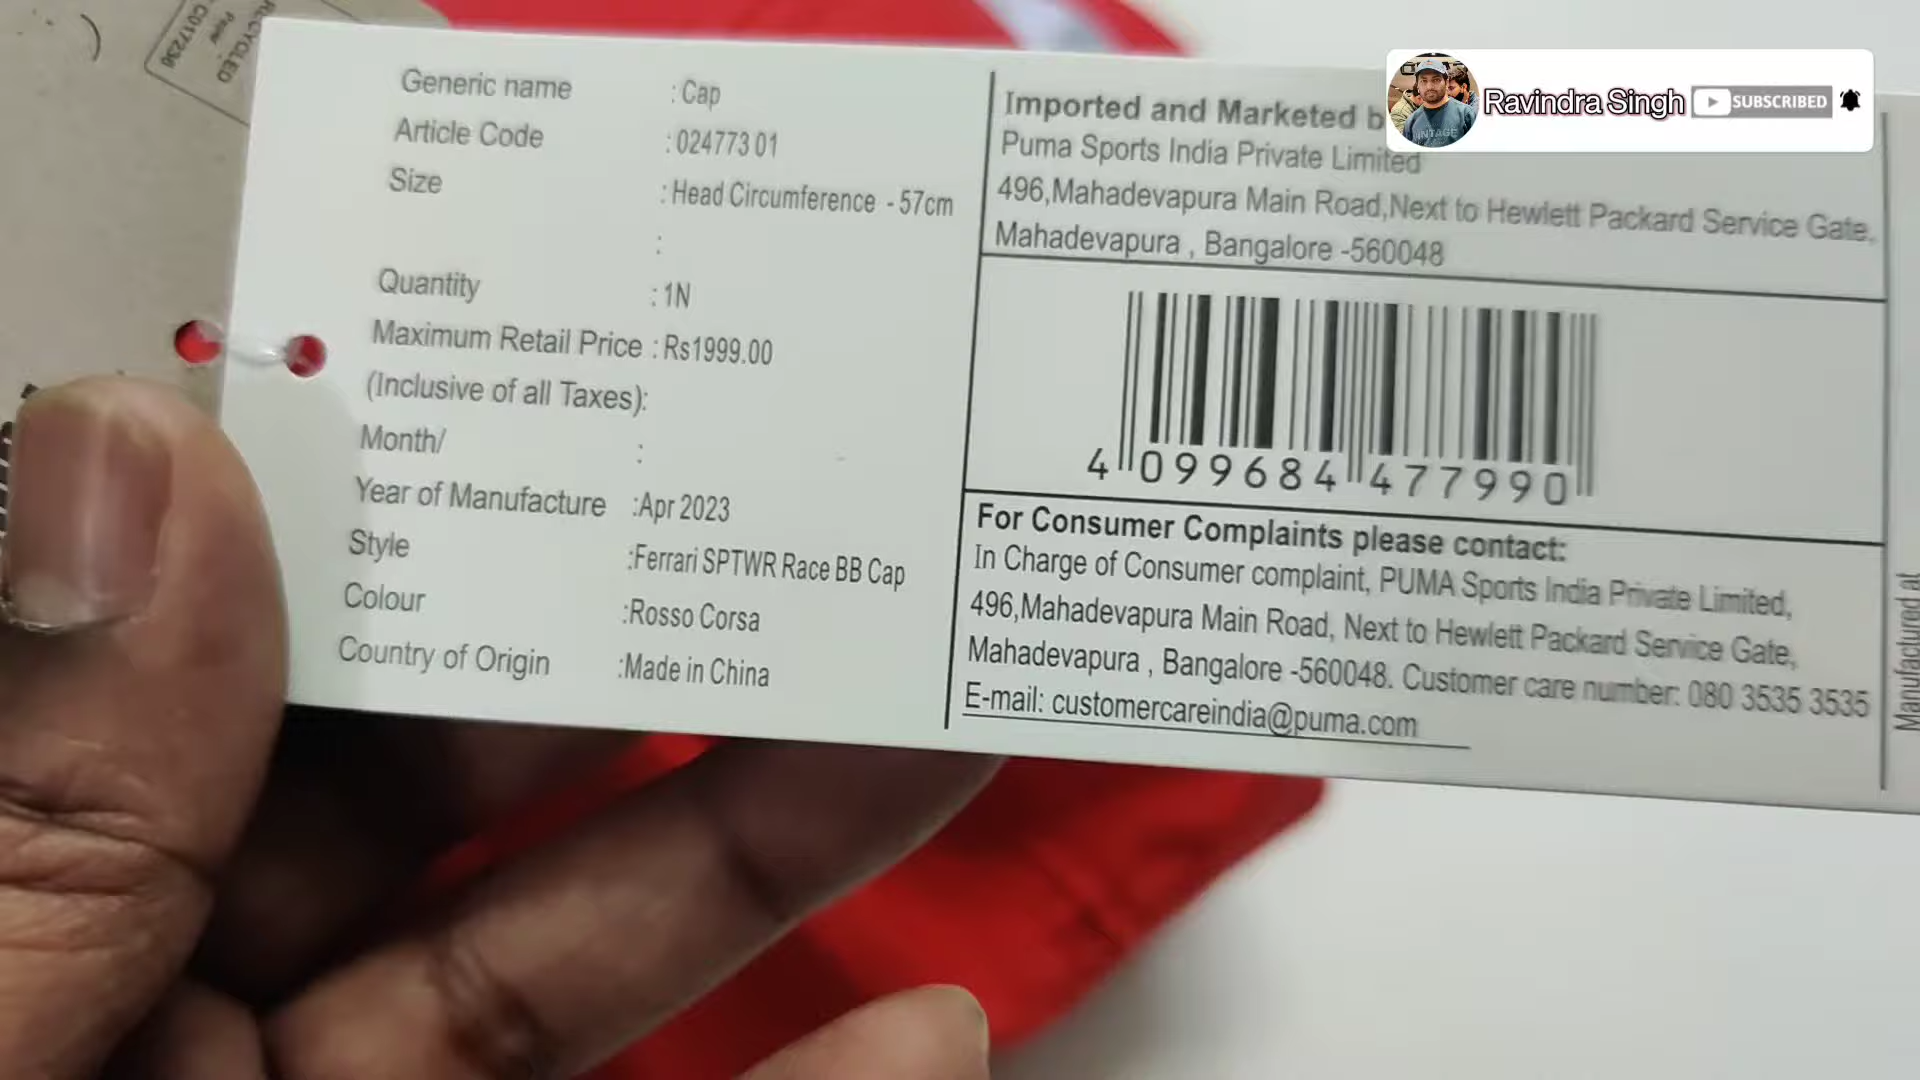 RECYCLED
Paper
C017236
Generic name : Cap
Article Code : 024773 01
Size : Head Circumference - 57cm
:
Quantity : 1N
Maximum Retail Price : Rs1999.00
(Inclusive of all Taxes):
Month/ :
Year of Manufacture :Apr 2023
Style :Ferrari SPTWR Race BB Cap
Colour :Rosso Corsa
Country of Origin :Made in China
Imported and Marketed b
Puma Sports India Private Limited
496,Mahadevapura Main Road,Next to Hewlett Packard Service Gate,
Mahadevapura , Bangalore -560048
4 099684 477990
For Consumer Complaints please contact:
In Charge of Consumer complaint, PUMA Sports India Private Limited,
496,Mahadevapura Main Road, Next to Hewlett Packard Service Gate,
Mahadevapura , Bangalore -560048. Customer care number: 080 3535 3535
E-mail: customercareindia@puma.com
Manufactured at
Ravindra Singh
SUBSCRIBED